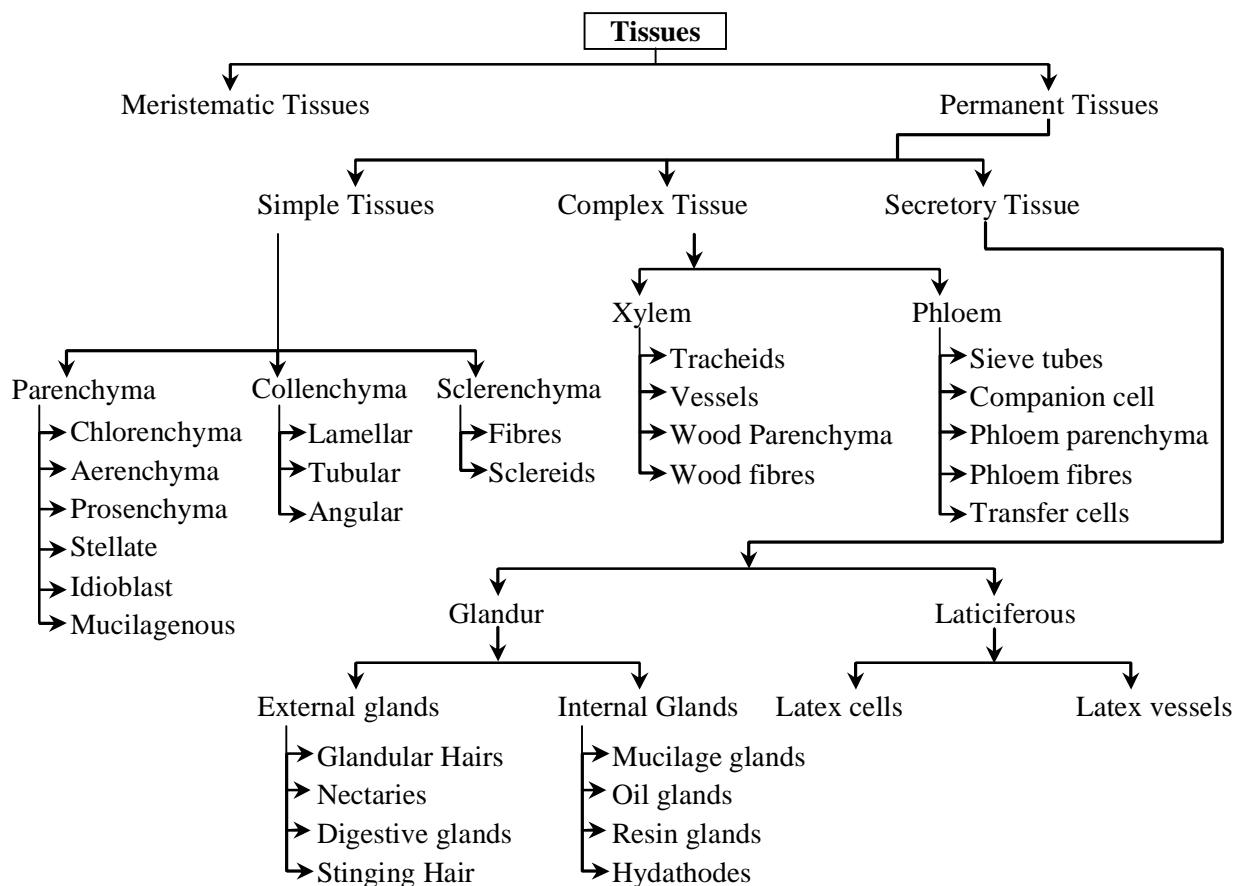 Tissues
Meristematic Tissues
Permanent Tissues
Simple Tissues
Complex Tissue
Secretory Tissue
Xylem
Phloem
Tracheids
Vessels
Wood Parenchyma
Wood fibres
Sieve tubes
Companion cell
Phloem parenchyma
Phloem fibres
Transfer cells
Parenchyma
Collenchyma
Sclerenchyma
Chlorenchyma
Aerenchyma
Prosenchyma
Stellate
Idioblast
Mucilagenous
Lamellar
Tubular
Angular
Fibres
Sclereids
Glandur
Laticiferous
External glands
Internal Glands
Latex cells
Latex vessels
Glandular Hairs
Nectaries
Digestive glands
Stinging Hair
Mucilage glands
Oil glands
Resin glands
Hydathodes